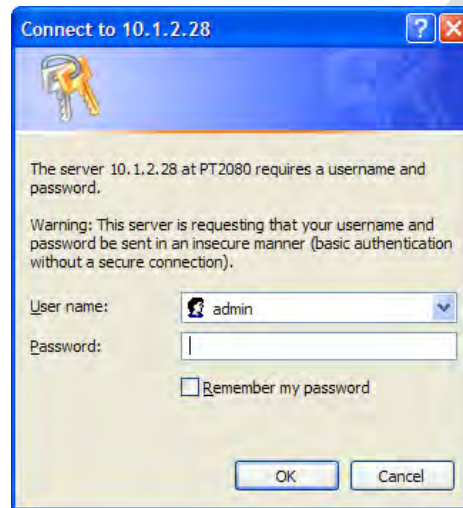 Connect to 10.1.2.28
The server 10.1.2.28 at PT2080 requires a username and
password.
Warning: This server is requesting that your username and
password be sent in an insecure manner (basic authentication
without a secure connection).
User name:
admin
Password:
Remember my password
OK
Cancel